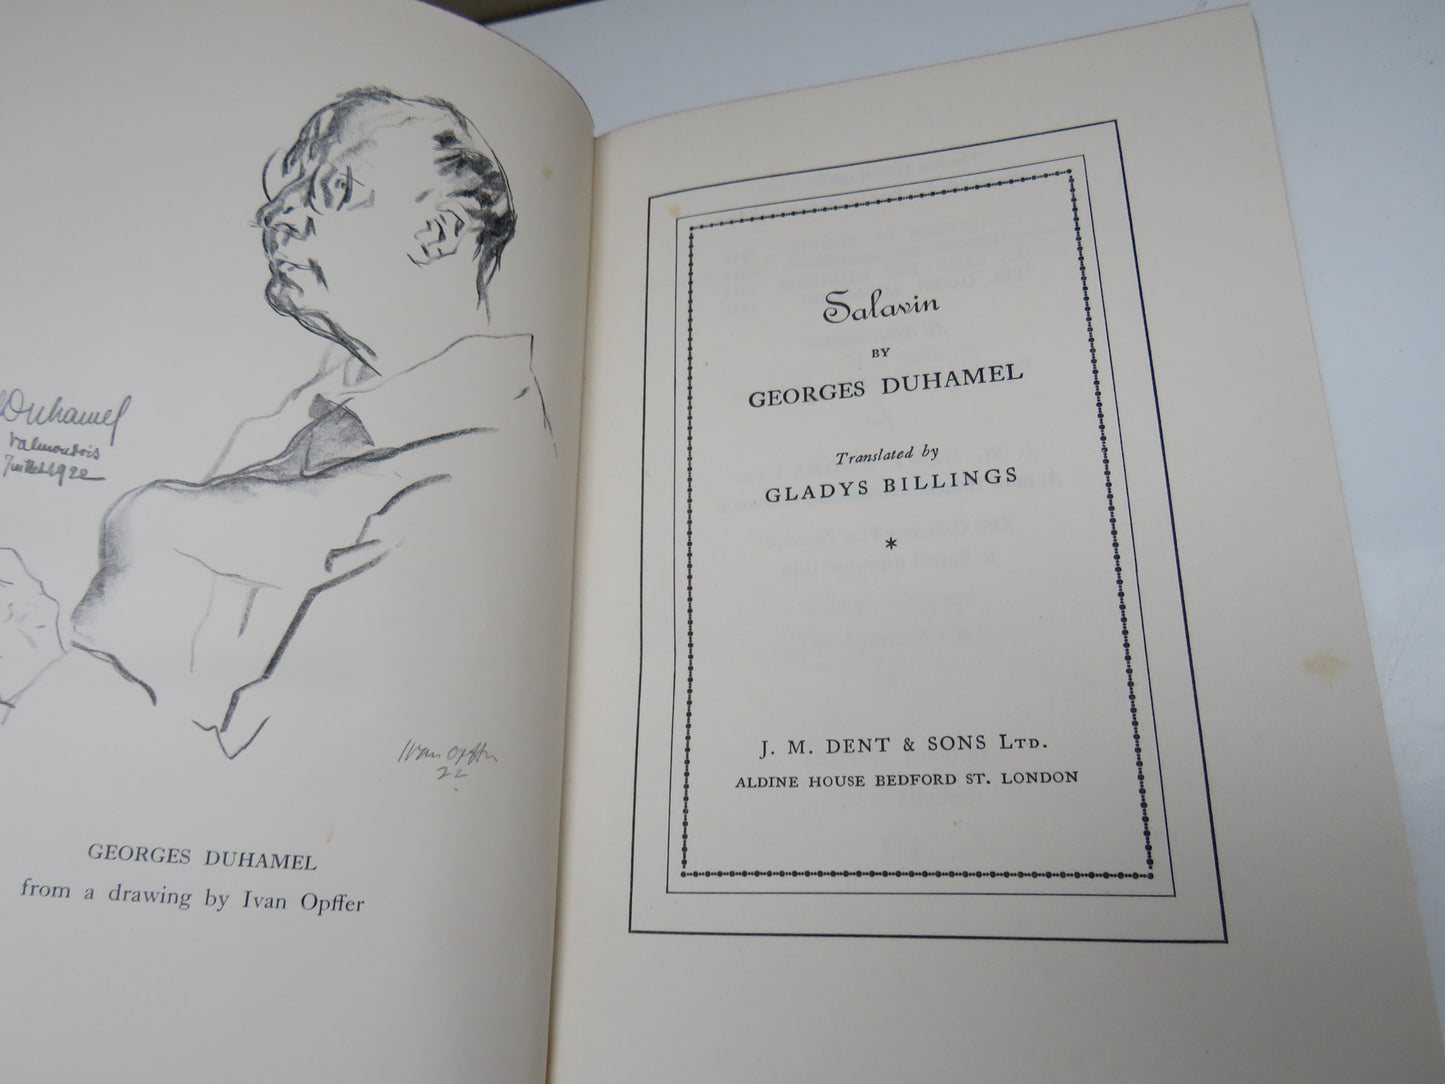 Duhamel
Valmondois
Juillet 1922
Ivan Opffer
22
GEORGES DUHAMEL
from a drawing by Ivan Opffer
Salavin
BY
GEORGES DUHAMEL
Translated by
GLADYS BILLINGS
*
J. M. DENT & SONS LTD.
ALDINE HOUSE BEDFORD ST. LONDON